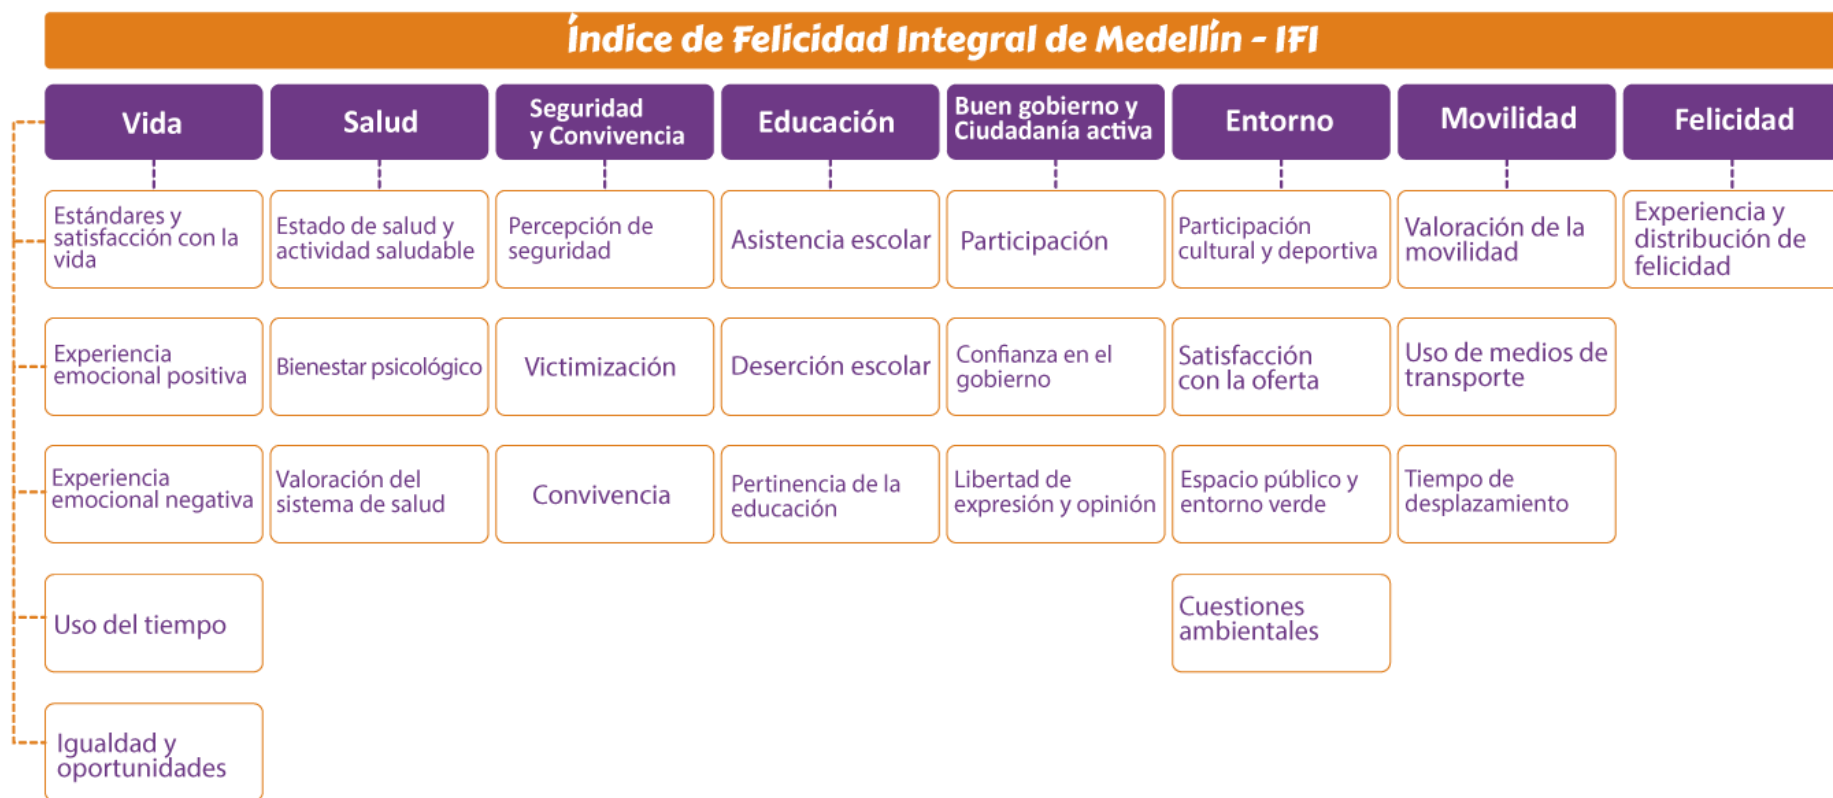 Índice de Felicidad Integral de Medellín - IFI
Vida
Salud
Seguridad
y Convivencia
Educación
Buen gobierno y
Ciudadanía activa
Entorno
Movilidad
Felicidad
Estándares y
satisfacción con la
vida
Estado de salud y
actividad saludable
Percepción de
seguridad
Asistencia escolar
Participación
Participación
cultural y deportiva
Valoración de la
movilidad
Experiencia y
distribución de
felicidad
Experiencia
emocional positiva
Bienestar psicológico
Victimización
Deserción escolar
Confianza en el
gobierno
Satisfacción
con la oferta
Uso de medios de
transporte
Experiencia
emocional negativa
Valoración del
sistema de salud
Convivencia
Pertinencia de la
educación
Libertad de
expresión y opinión
Espacio público y
entorno verde
Tiempo de
desplazamiento
Uso del tiempo
Cuestiones
ambientales
Igualdad y
oportunidades